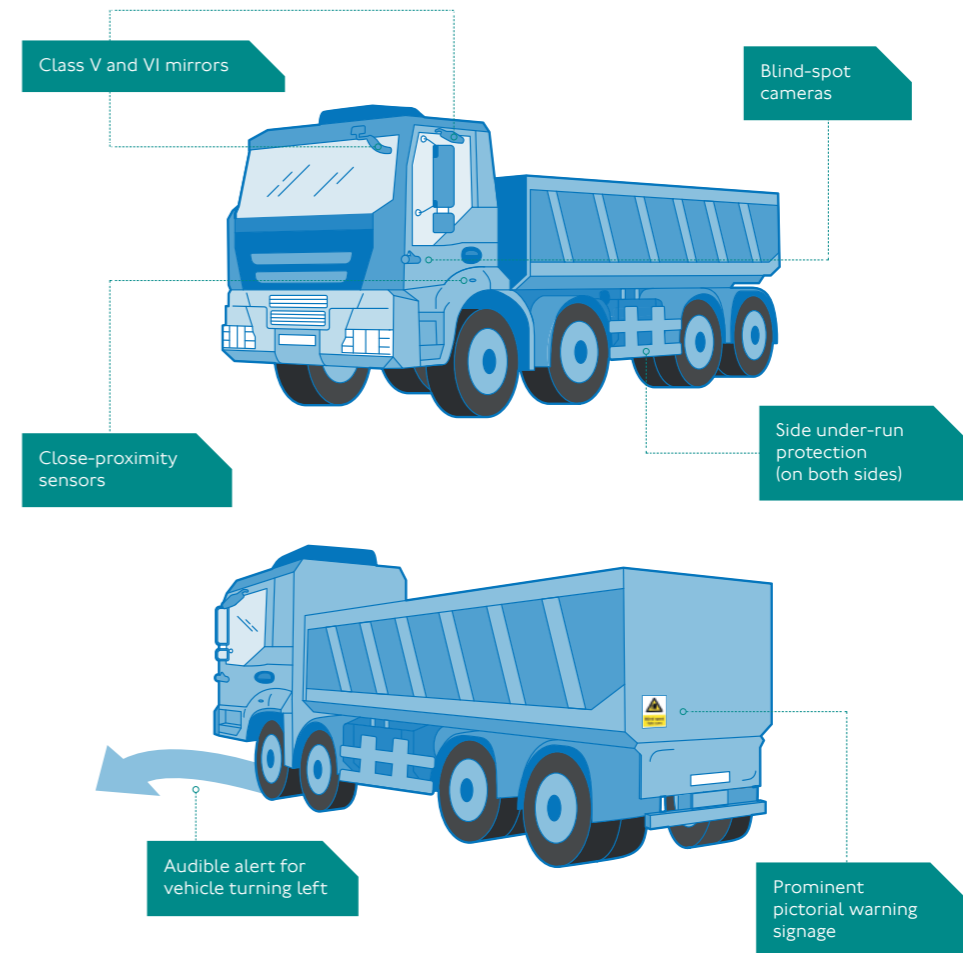 Class V and VI mirrors
Blind-spot
cameras
Close-proximity
sensors
Side under-run
protection
(on both sides)
Audible alert for
vehicle turning left
Prominent
pictorial warning
signage